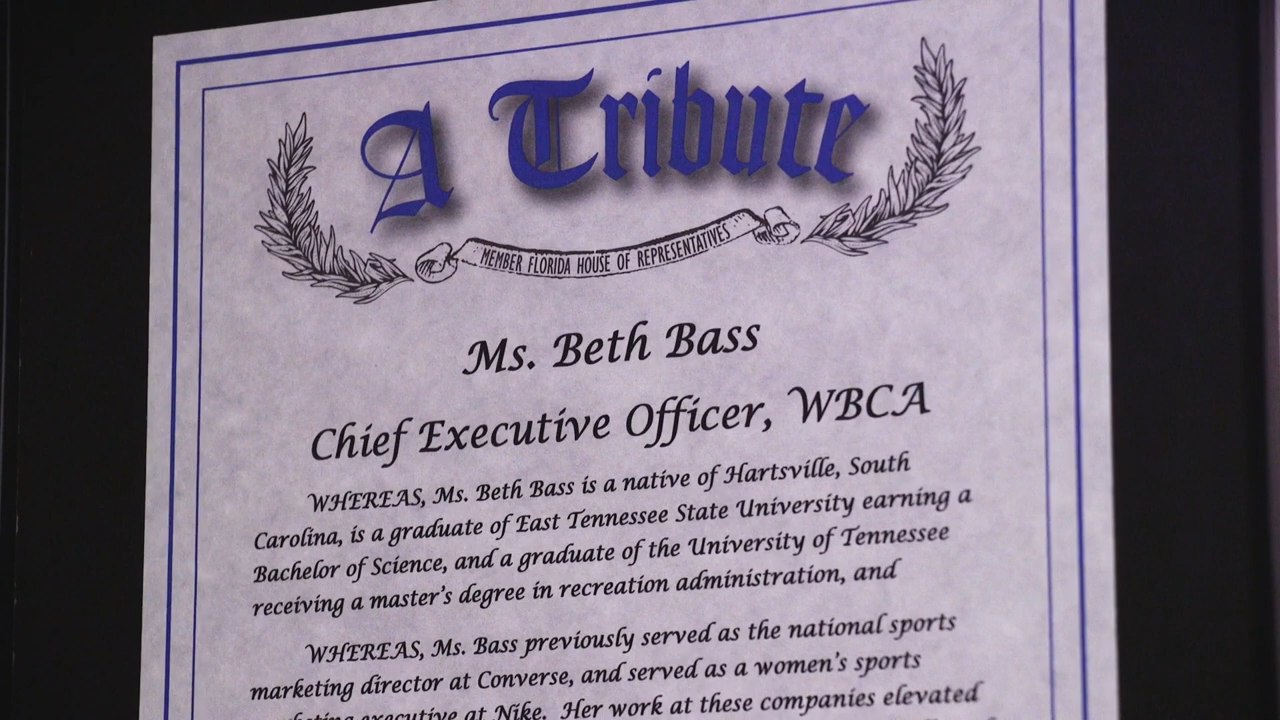 A Tribute
MEMBER FLORIDA HOUSE OF REPRESENTATIVES
Ms. Beth Bass
Chief Executive Officer, WBCA
WHEREAS, Ms. Beth Bass is a native of Hartsville, South
Carolina, is a graduate of East Tennessee State University earning a
Bachelor of Science, and a graduate of the University of Tennessee
receiving a master's degree in recreation administration, and
WHEREAS, Ms. Bass previously served as the national sports
marketing director at Converse, and served as a women's sports
executive at Nike. Her work at these companies elevated